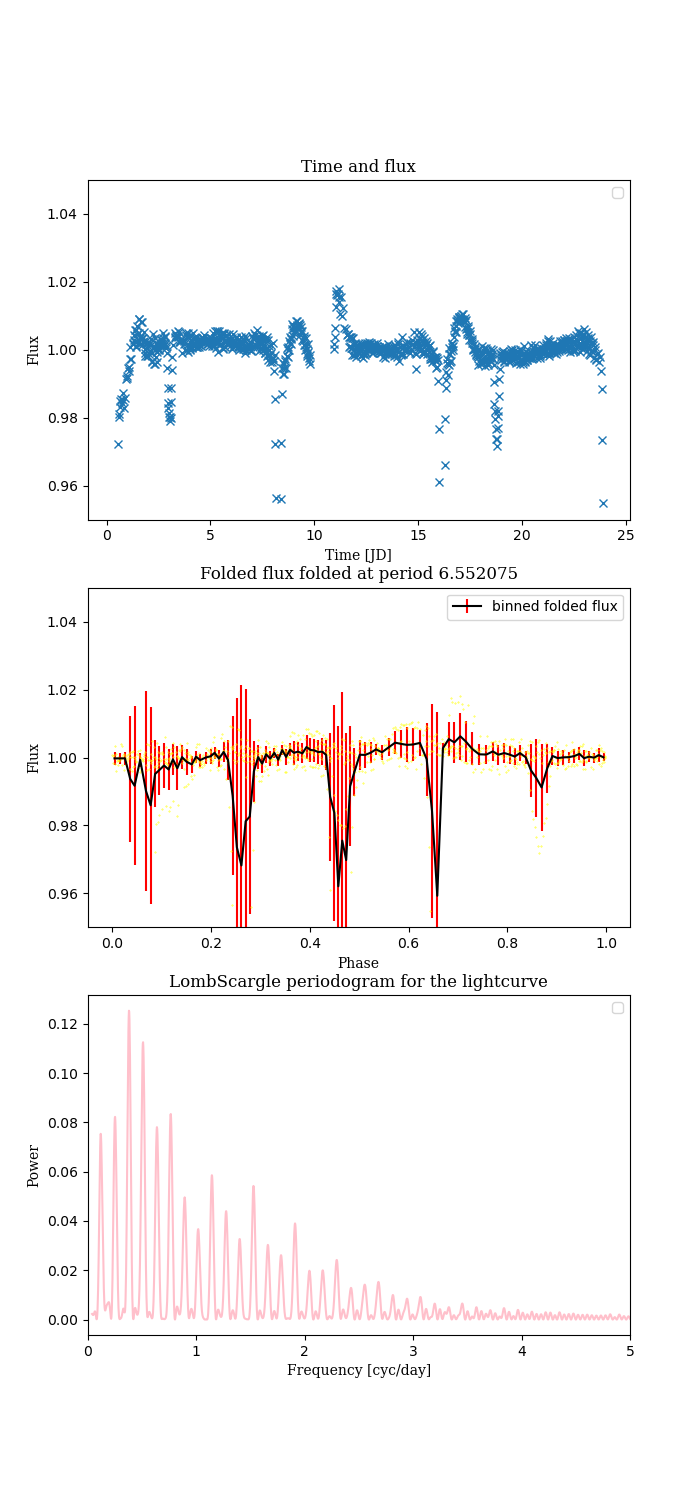 Time and flux
1.04
1.02
1.00
0.98
0.96
Flux
0 5 10 15 20 25
Time [JD]
Folded flux folded at period 6.552075
binned folded flux
1.04
1.02
1.00
0.98
0.96
Flux
0.0 0.2 0.4 0.6 0.8 1.0
Phase
LombScargle periodogram for the lightcurve
0.12
0.10
0.08
0.06
0.04
0.02
0.00
Power
0 1 2 3 4 5
Frequency [cyc/day]